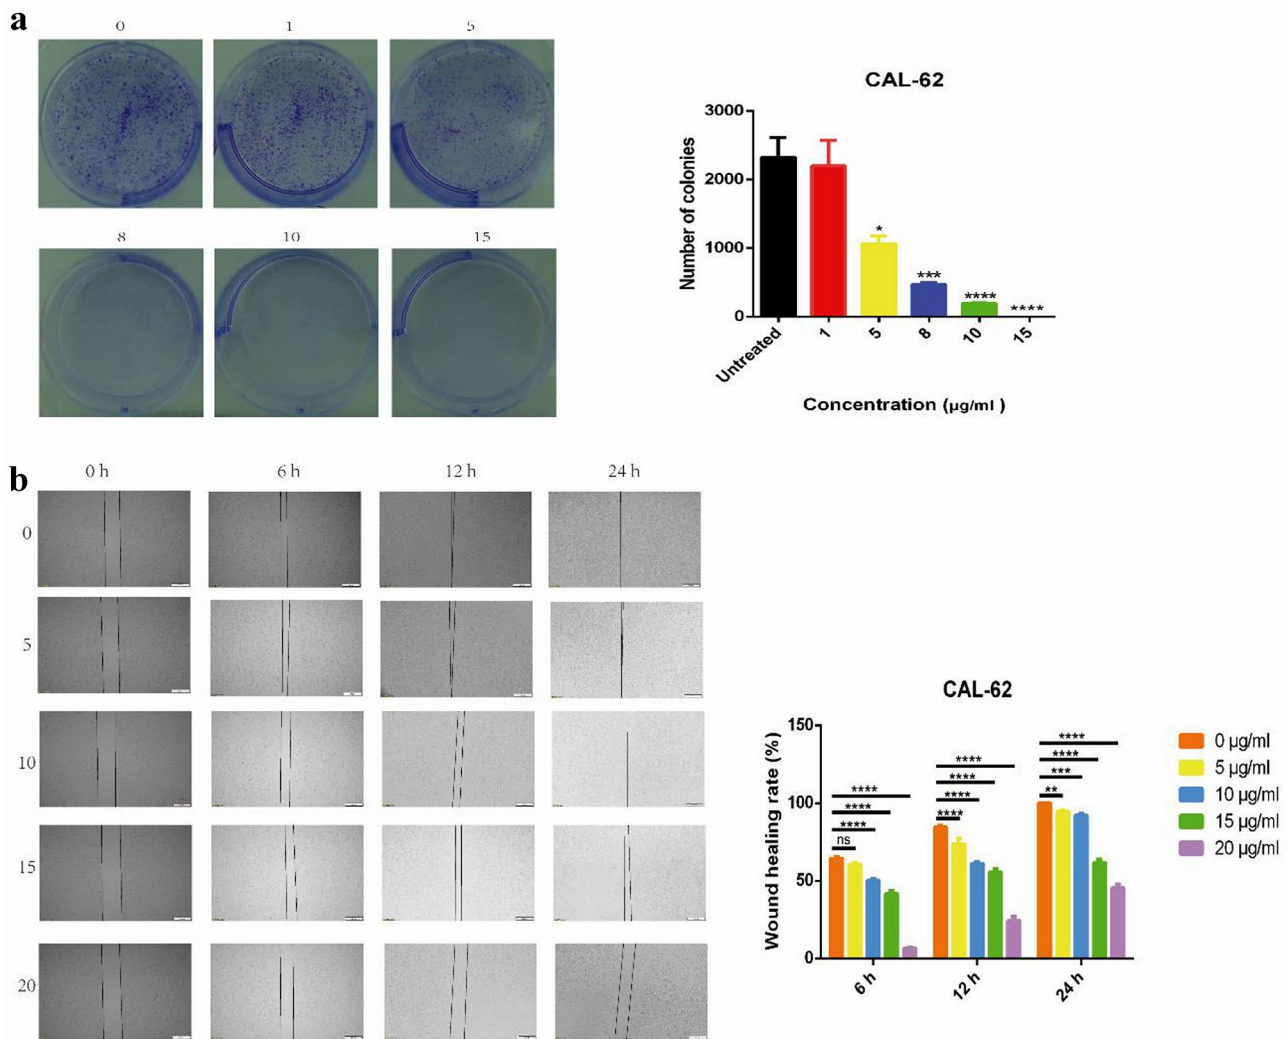 a
0 1 5
8 10 15
CAL-62
Number of colonies
3000
2000
1000
0
*
***
****
****
Untreated 1 5 8 10 15
Concentration (µg/ml )
b
0 h 6 h 12 h 24 h
0
5
10
15
20
CAL-62
Wound healing rate (%)
150
100
50
0
****
****
****
ns
****
****
****
****
****
****
***
**
6 h 12 h 24 h
0 µg/ml
5 µg/ml
10 µg/ml
15 µg/ml
20 µg/ml